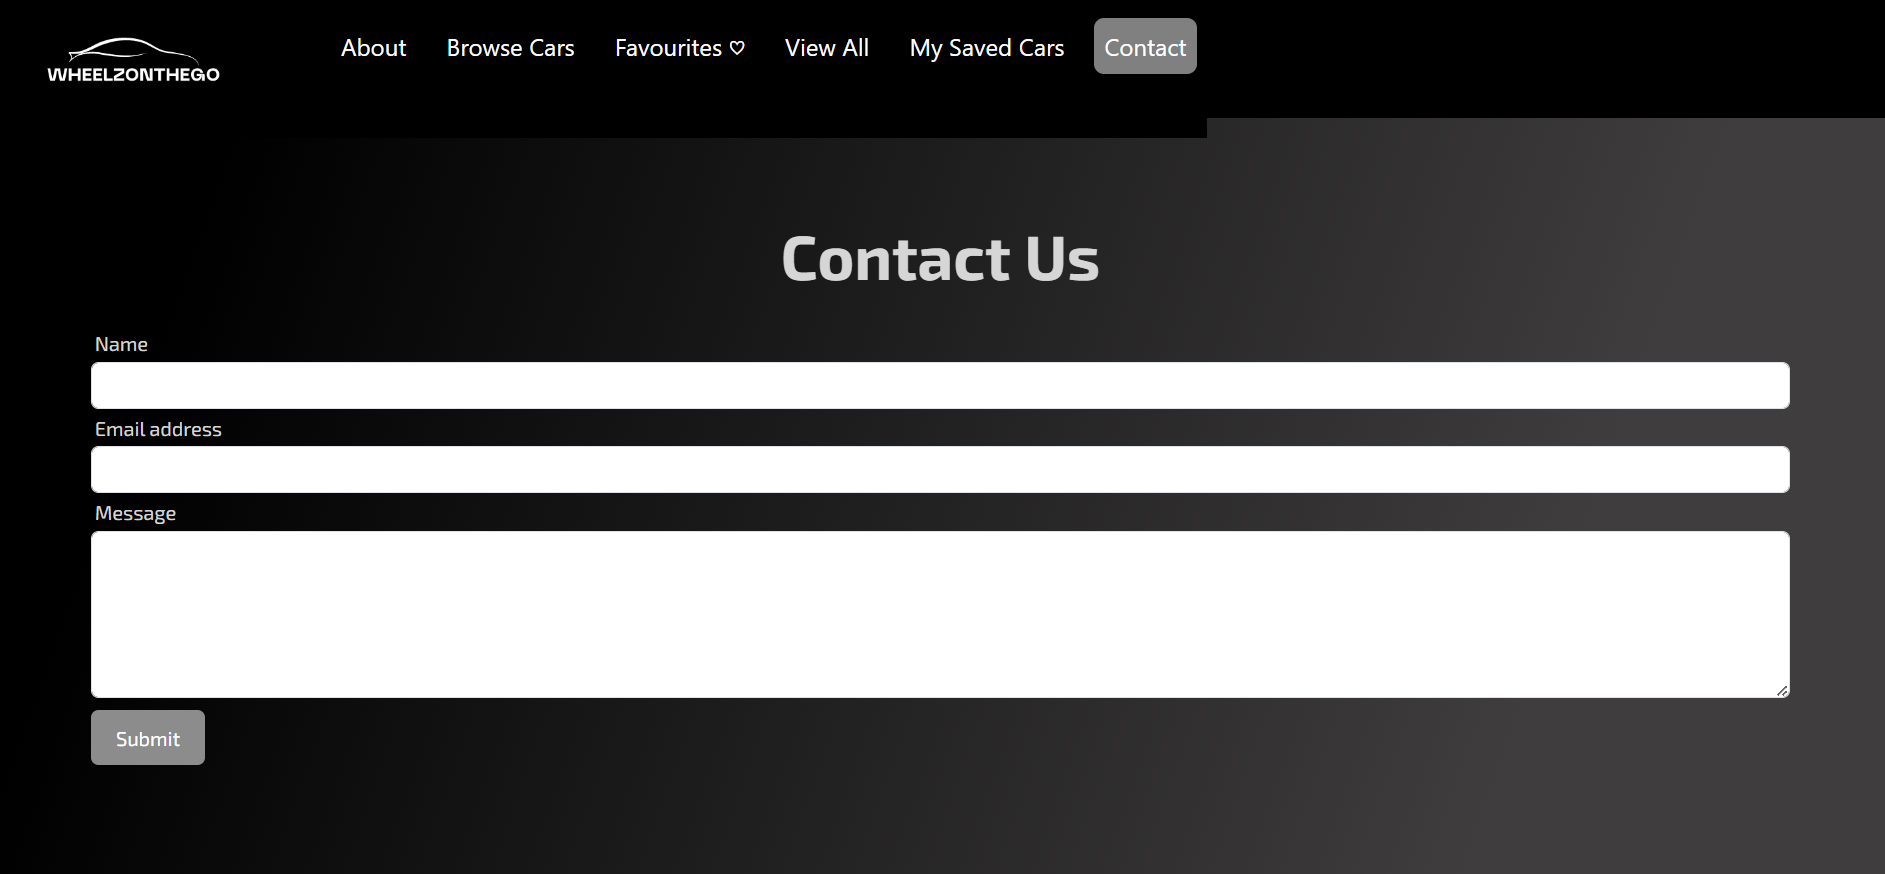 WHEELZONTHEGO
About Browse Cars Favourites ♡ View All My Saved Cars Contact
Contact Us
Name
Email address
Message
Submit